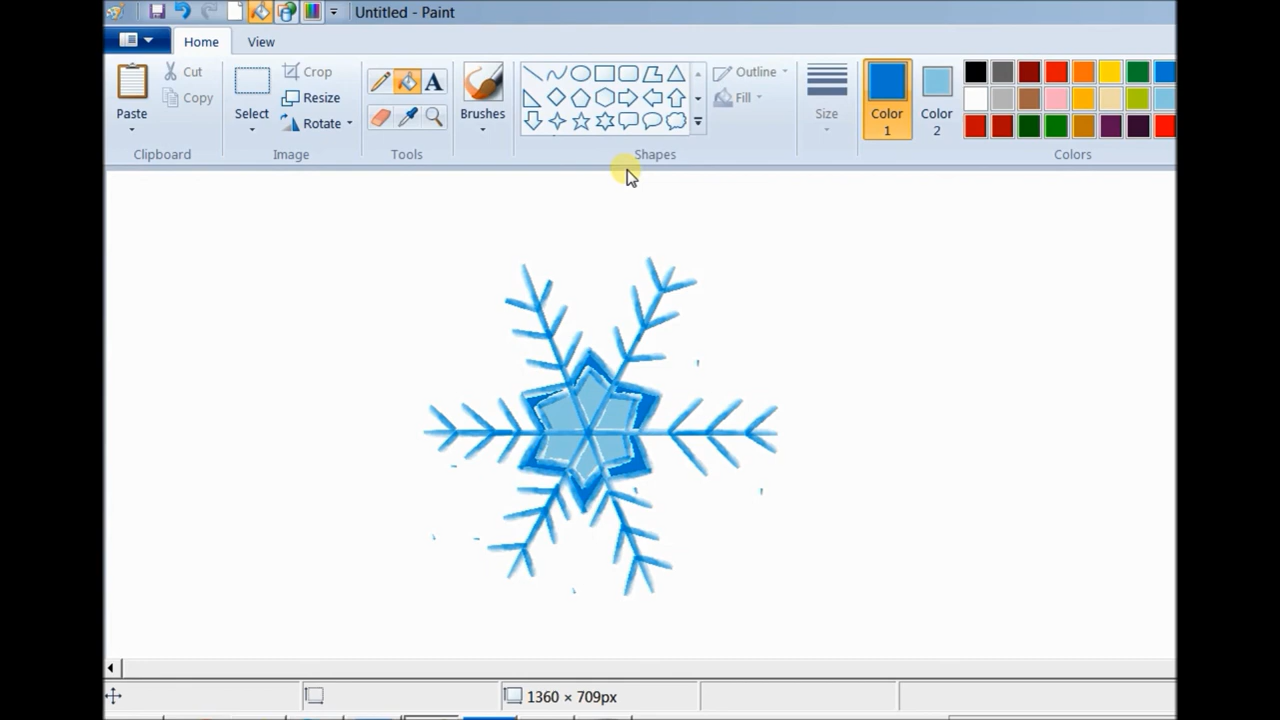 Untitled - Paint
Home View
Paste
Cut
Copy
Clipboard
Select
Crop
Resize
Rotate
Image
A
Tools
Brushes
Outline
Fill
Shapes
Size
Color 1
Color 2
Colors
1360 × 709px